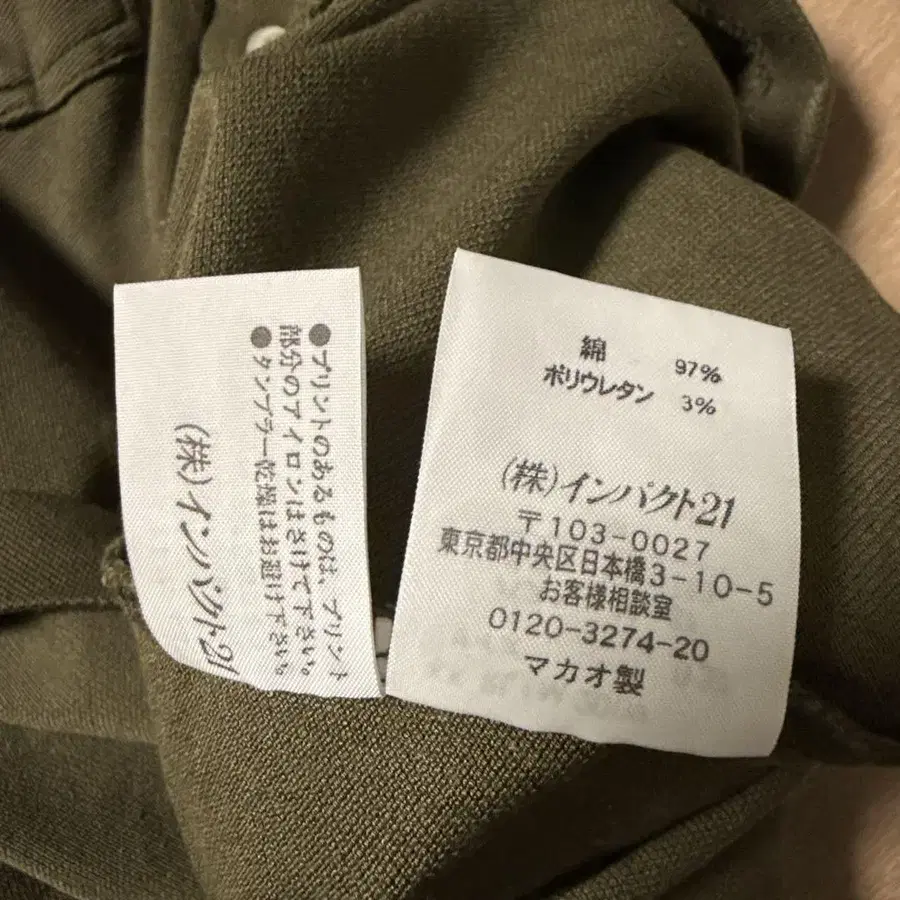 ●プリントのあるものは、プリント
部分のアイロンはさけて下さい。
●タンブラー乾燥はお避け下さい。
(株)インパクト21
綿 97%
ポリウレタン 3%
(株)インパクト21
〒103-0027
東京都中央区日本橋3-10-5
お客様相談室
0120-3274-20
マカオ製